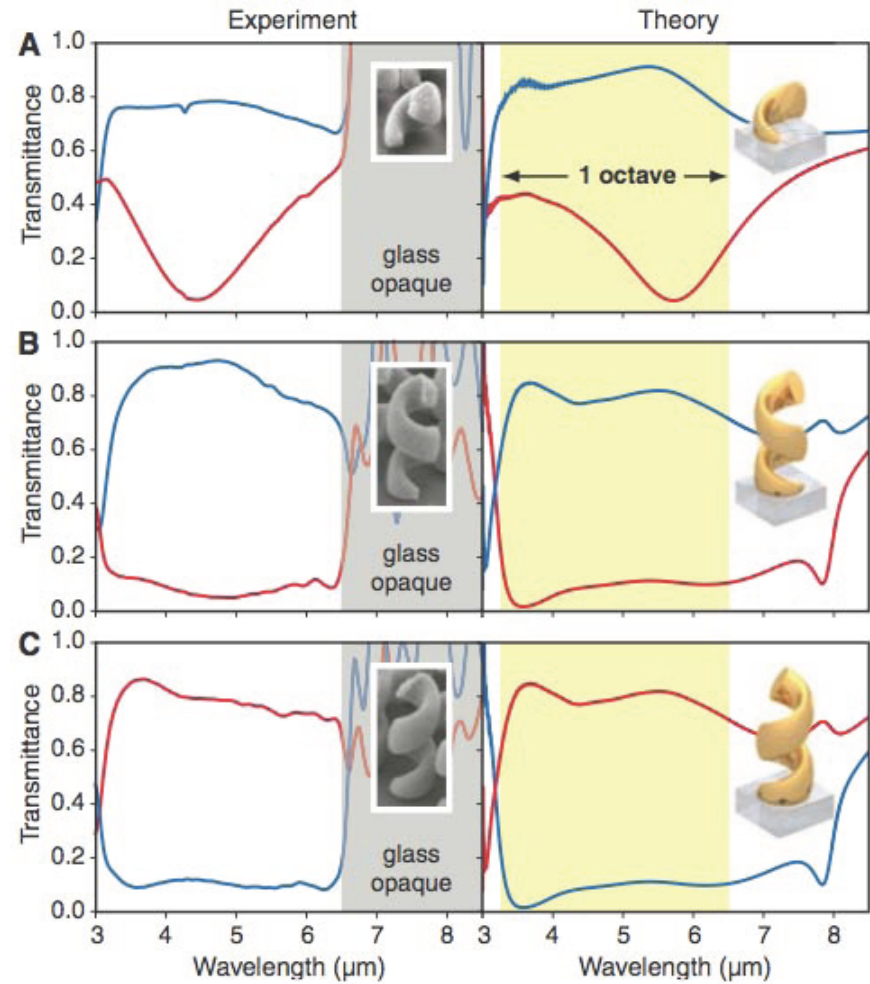 Experiment
Theory
A
1.0
0.8
0.6
0.4
0.2
0.0
Transmittance
glass
opaque
1 octave
B
1.0
0.8
0.6
0.4
0.2
0.0
Transmittance
glass
opaque
C
1.0
0.8
0.6
0.4
0.2
0.0
Transmittance
glass
opaque
3 4 5 6 7 8
3 4 5 6 7 8
Wavelength (µm)
Wavelength (µm)